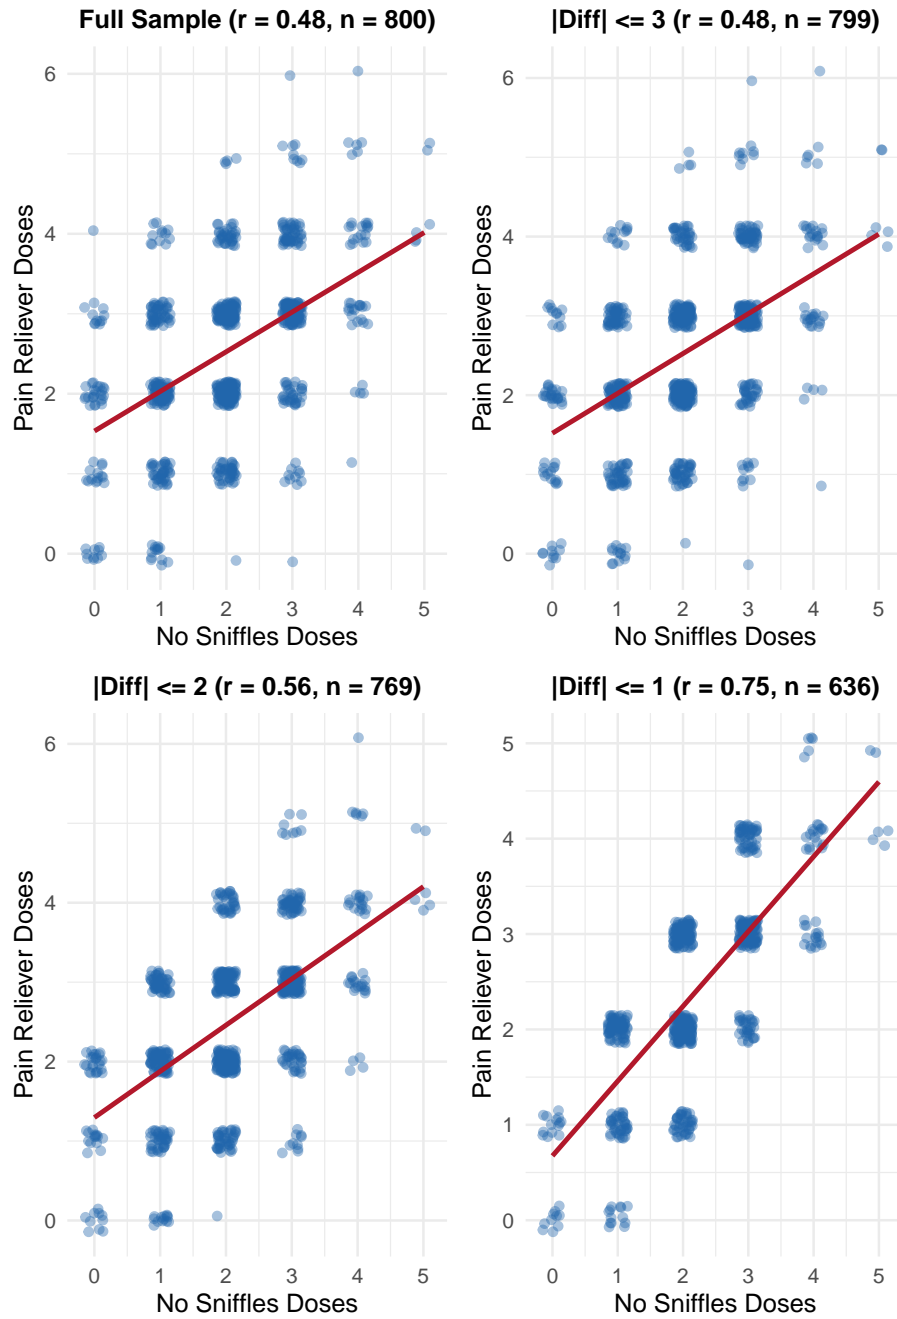 Full Sample (r = 0.48, n = 800)
|Diff| <= 3 (r = 0.48, n = 799)
6
4
2
0
Pain Reliever Doses
0 1 2 3 4 5
No Sniffles Doses
6
4
2
0
Pain Reliever Doses
0 1 2 3 4 5
No Sniffles Doses
|Diff| <= 2 (r = 0.56, n = 769)
|Diff| <= 1 (r = 0.75, n = 636)
6
4
2
0
Pain Reliever Doses
0 1 2 3 4 5
No Sniffles Doses
5
4
3
2
1
0
Pain Reliever Doses
0 1 2 3 4 5
No Sniffles Doses